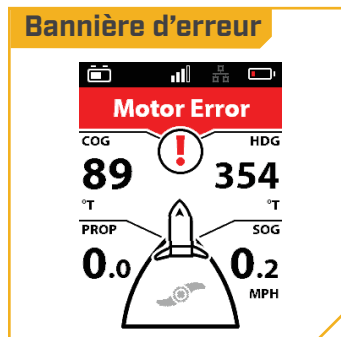 Bannière d'erreur
Motor Error
!
COG
HDG
89
354
°T
°T
PROP
SOG
0.0
0.2
MPH